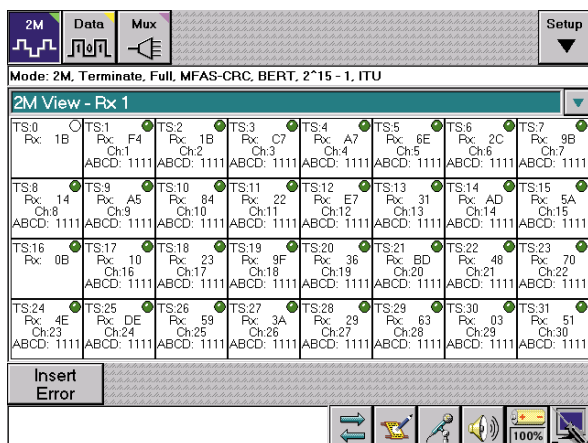 2M Data Mux Setup
Mode: 2M, Terminate, Full, MFAS-CRC, BERT, 2^15 - 1, ITU
2M View - Rx 1
TS:0 TS:1 TS:2 TS:3 TS:4 TS:5 TS:6 TS:7
Rx: 1B Rx: F4 Rx: 1B Rx: C7 Rx: A7 Rx: 6E Rx: 2C Rx: 9B
Ch:1 Ch:2 Ch:3 Ch:4 Ch:5 Ch:6 Ch:7
ABCD: 1111 ABCD: 1111 ABCD: 1111 ABCD: 1111 ABCD: 1111 ABCD: 1111 ABCD: 1111
TS:8 TS:9 TS:10 TS:11 TS:12 TS:13 TS:14 TS:15
Rx: 14 Rx: A5 Rx: 84 Rx: 22 Rx: E7 Rx: 31 Rx: AD Rx: 5A
Ch:8 Ch:9 Ch:10 Ch:11 Ch:12 Ch:13 Ch:14 Ch:15
ABCD: 1111 ABCD: 1111 ABCD: 1111 ABCD: 1111 ABCD: 1111 ABCD: 1111 ABCD: 1111 ABCD: 1111
TS:16 TS:17 TS:18 TS:19 TS:20 TS:21 TS:22 TS:23
Rx: 0B Rx: 10 Rx: 23 Rx: 9F Rx: 36 Rx: BD Rx: 48 Rx: 70
Ch:16 Ch:17 Ch:18 Ch:19 Ch:20 Ch:21 Ch:22
ABCD: 1111 ABCD: 1111 ABCD: 1111 ABCD: 1111 ABCD: 1111 ABCD: 1111 ABCD: 1111
TS:24 TS:25 TS:26 TS:27 TS:28 TS:29 TS:30 TS:31
Rx: 4E Rx: DE Rx: 59 Rx: 3A Rx: 29 Rx: 63 Rx: 03 Rx: 51
Ch:23 Ch:24 Ch:25 Ch:26 Ch:27 Ch:28 Ch:29 Ch:30
ABCD: 1111 ABCD: 1111 ABCD: 1111 ABCD: 1111 ABCD: 1111 ABCD: 1111 ABCD: 1111 ABCD: 1111
Insert
Error
100%